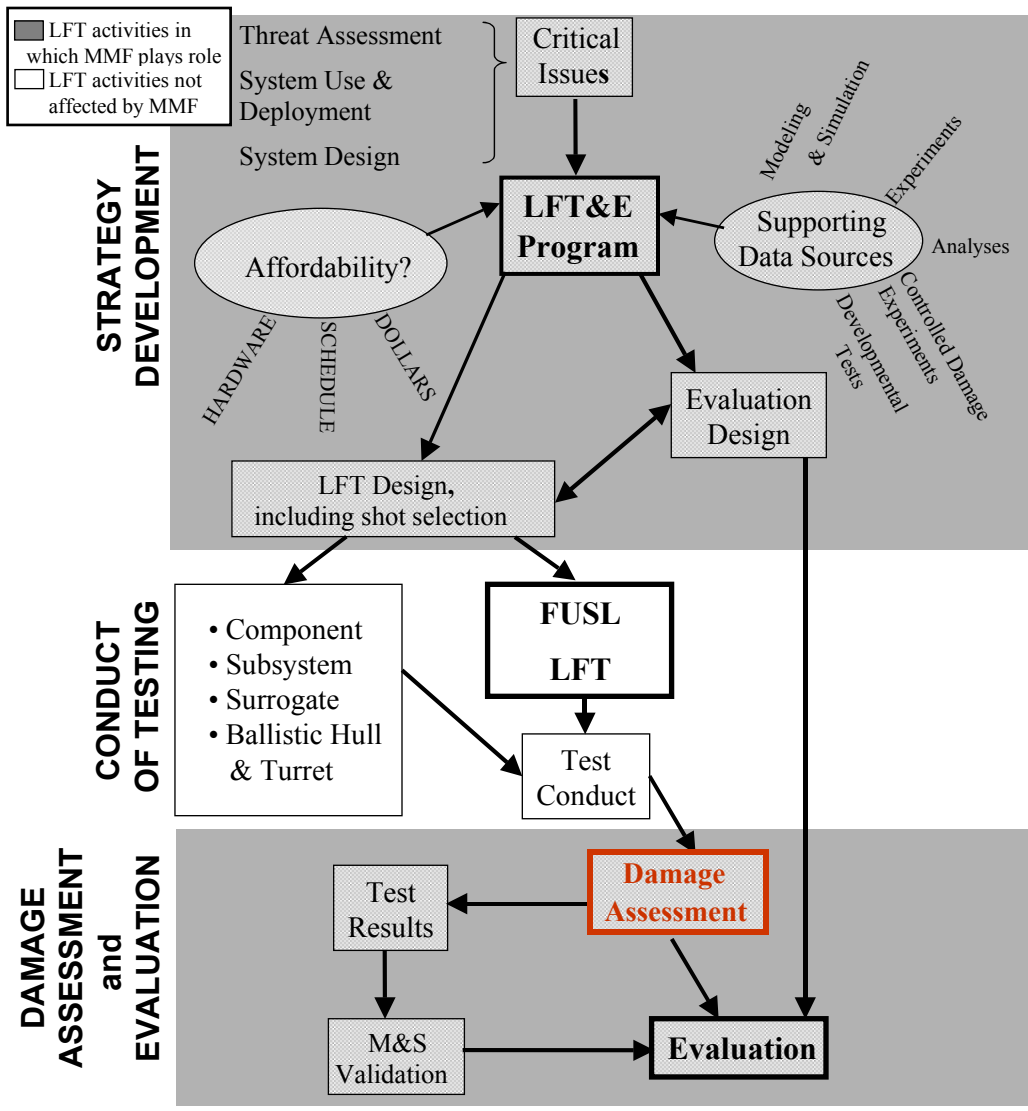 LFT activities in
which MMF plays role
LFT activities not
affected by MMF
Threat Assessment
System Use &
Deployment
System Design
Critical
Issues
STRATEGY
DEVELOPMENT
LFT&E
Program
Affordability?
HARDWARE
SCHEDULE
DOLLARS
Supporting
Data Sources
Modeling
& Simulation
Experiments
Analyses
Controlled Damage
Experiments
Developmental
Tests
Evaluation
Design
LFT Design,
including shot selection
CONDUCT
OF TESTING
• Component
• Subsystem
• Surrogate
• Ballistic Hull
& Turret
FUSL
LFT
Test
Conduct
DAMAGE
ASSESSMENT
and
EVALUATION
Damage
Assessment
Test
Results
M&S
Validation
Evaluation